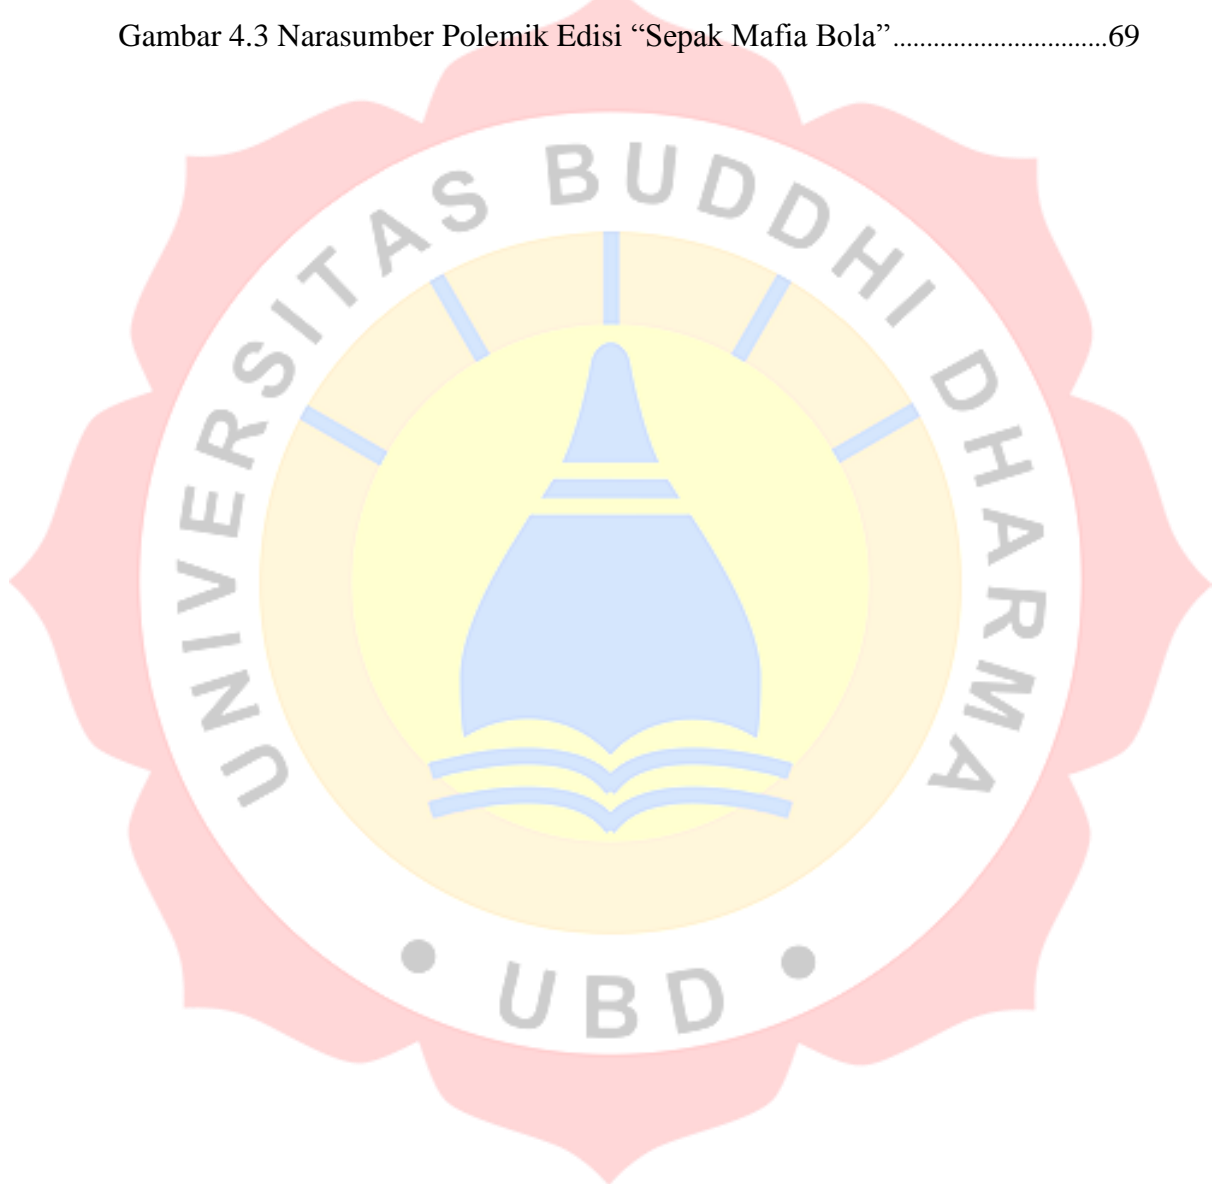 Gambar 4.3 Narasumber Polemik Edisi “Sepak Mafia Bola”................................69
UNIVERSITAS BUDDHI DHARMA
• UBD •